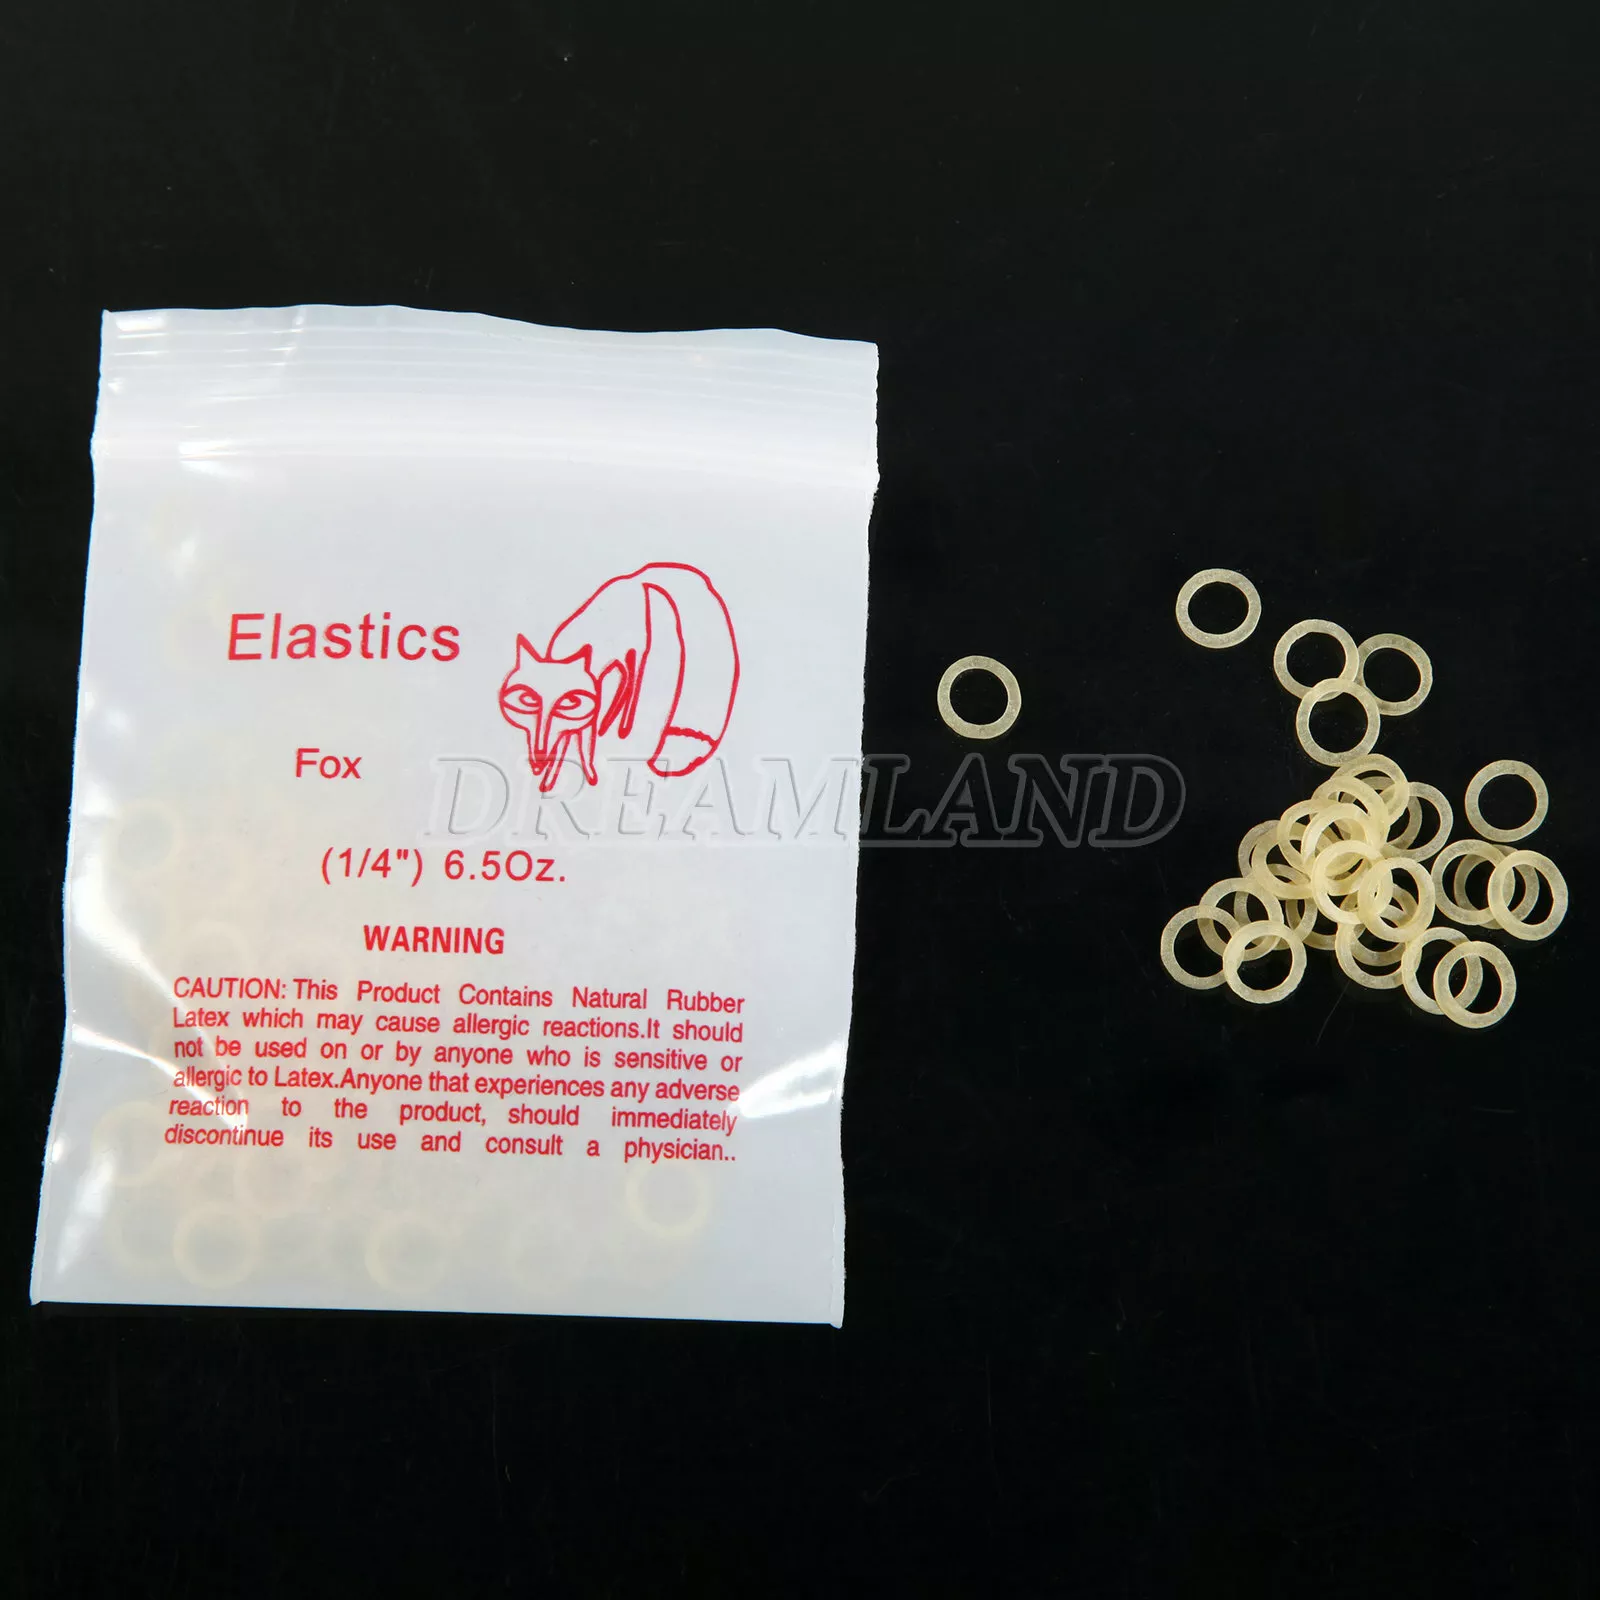 Elastics
Fox
DREAMLAND
(1/4") 6.5Oz.
WARNING
CAUTION: This Product Contains Natural Rubber
Latex which may cause allergic reactions.It should
not be used on or by anyone who is sensitive or
allergic to Latex.Anyone that experiences any adverse
reaction to the product, should immediately
discontinue its use and consult a physician..